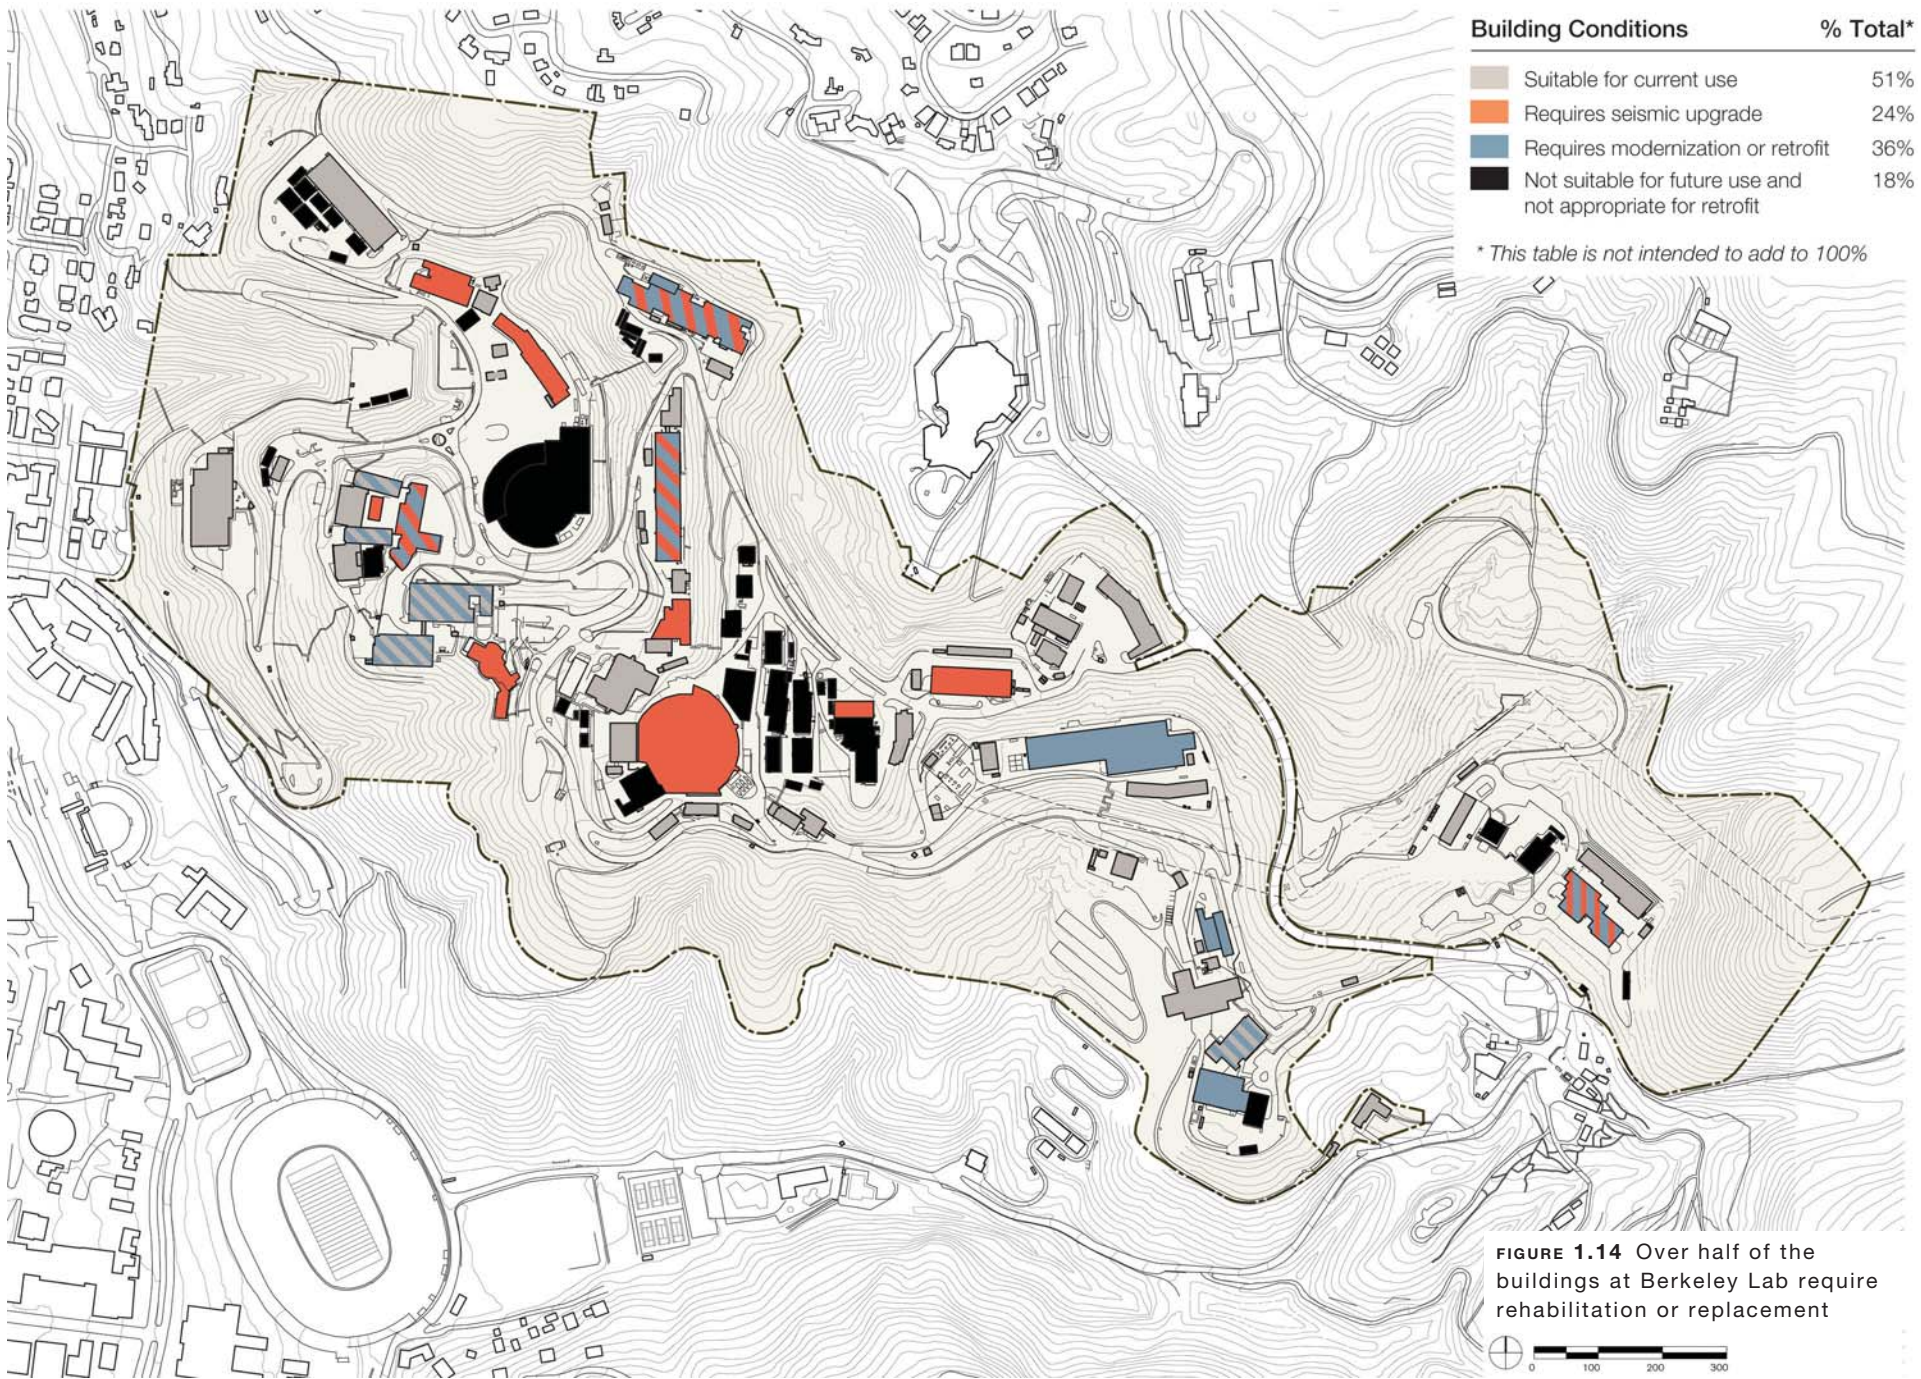 Building Conditions % Total*
Suitable for current use 51%
Requires seismic upgrade 24%
Requires modernization or retrofit 36%
Not suitable for future use and 18%
not appropriate for retrofit
* This table is not intended to add to 100%
FIGURE 1.14 Over half of the
buildings at Berkeley Lab require
rehabilitation or replacement
0 100 200 300